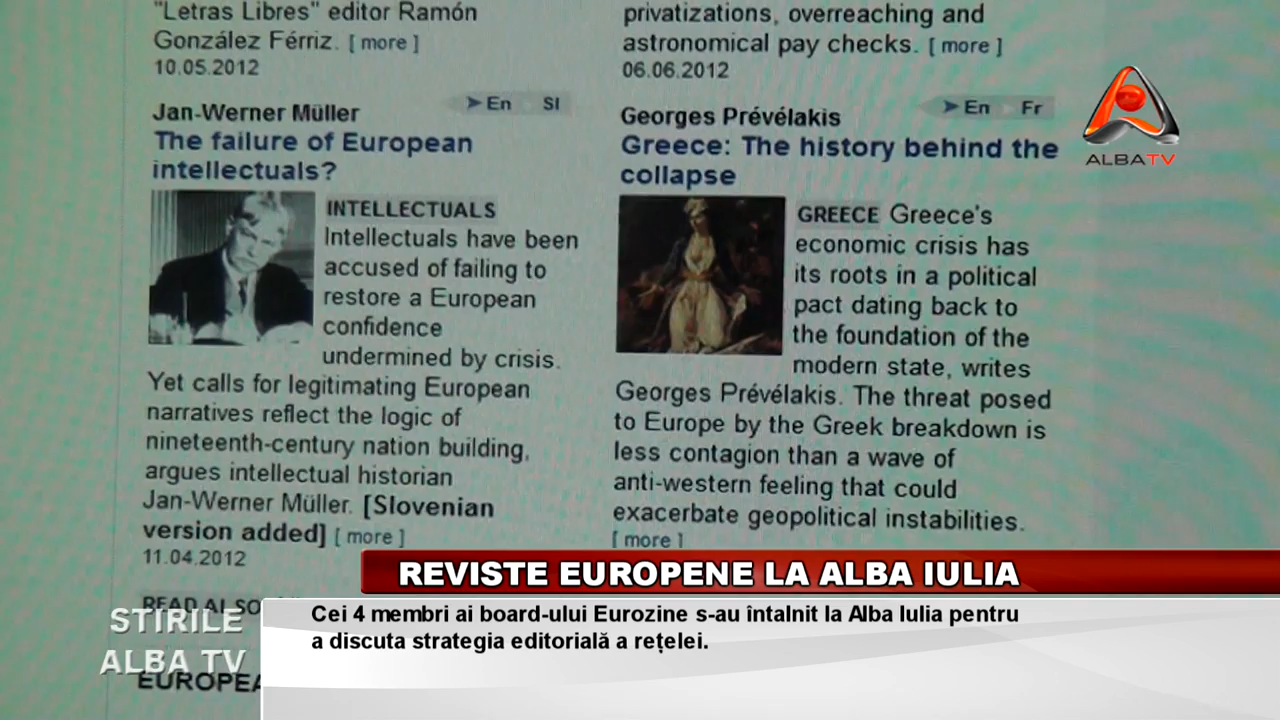 "Letras Libres" editor Ramón
González Férriz. [ more ]
10.05.2012
Jan-Werner Müller
En Sl
The failure of European
intellectuals?
INTELLECTUALS
Intellectuals have been
accused of failing to
restore a European
confidence
undermined by crisis.
Yet calls for legitimating European
narratives reflect the logic of
nineteenth-century nation building,
argues intellectual historian
Jan-Werner Müller. [Slovenian
version added] [ more ]
11.04.2012
READ ALSO
EUROPEA
privatizations, overreaching and
astronomical pay checks. [ more ]
06.06.2012
Georges Prévélakis
En Fr
Greece: The history behind the
collapse
GREECE Greece's
economic crisis has
its roots in a political
pact dating back to
the foundation of the
modern state, writes
Georges Prévélakis. The threat posed
to Europe by the Greek breakdown is
less contagion than a wave of
anti-western feeling that could
exacerbate geopolitical instabilities.
[ more ]
ALBA TV
REVISTE EUROPENE LA ALBA IULIA
STIRILE
ALBA TV
Cei 4 membri ai board-ului Eurozine s-au întalnit la Alba Iulia pentru
a discuta strategia editorială a rețelei.